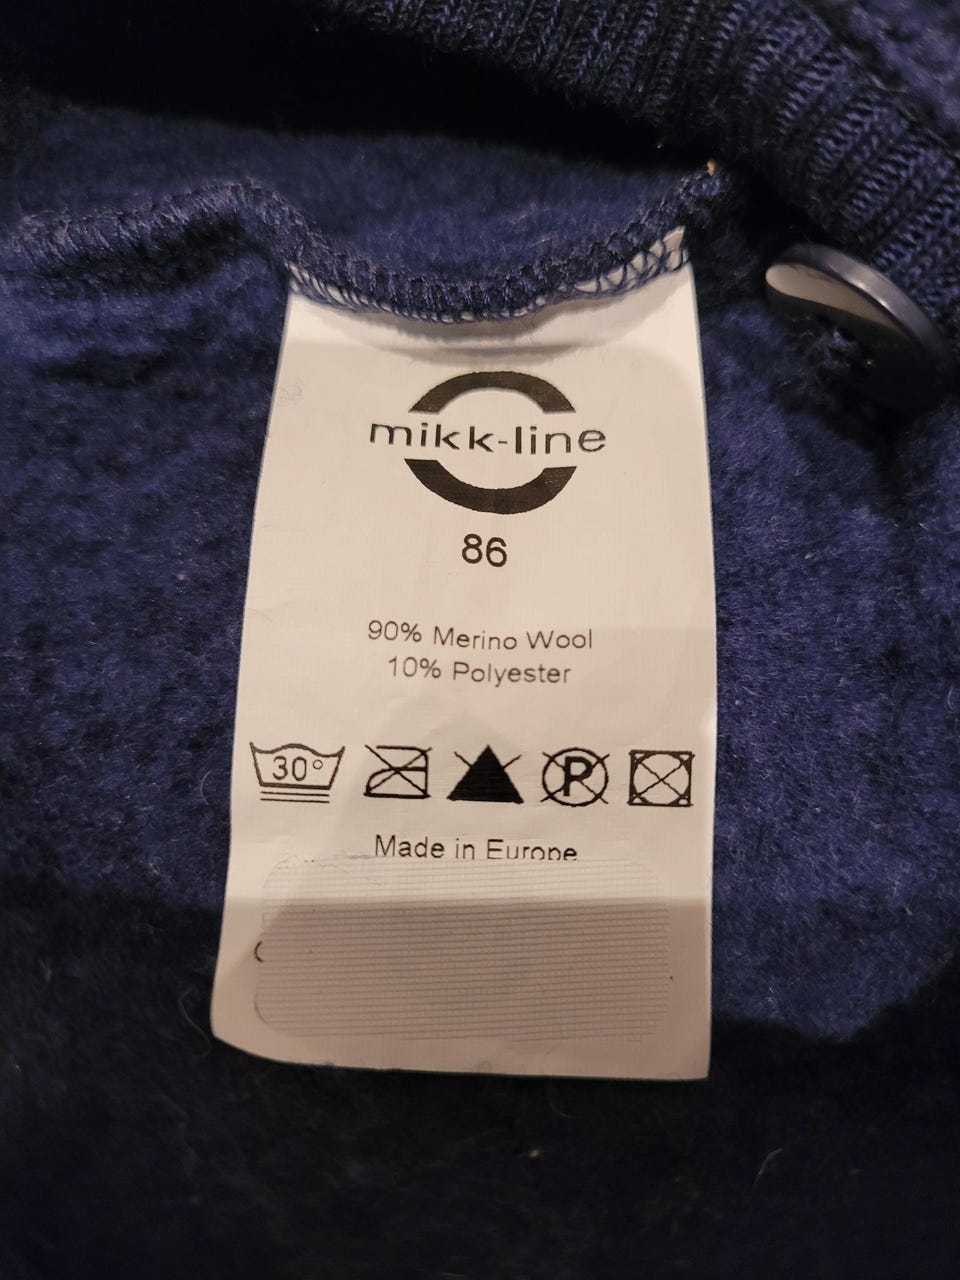 mikk-line
86
90% Merino Wool
10% Polyester
30°
P
Made in Europe